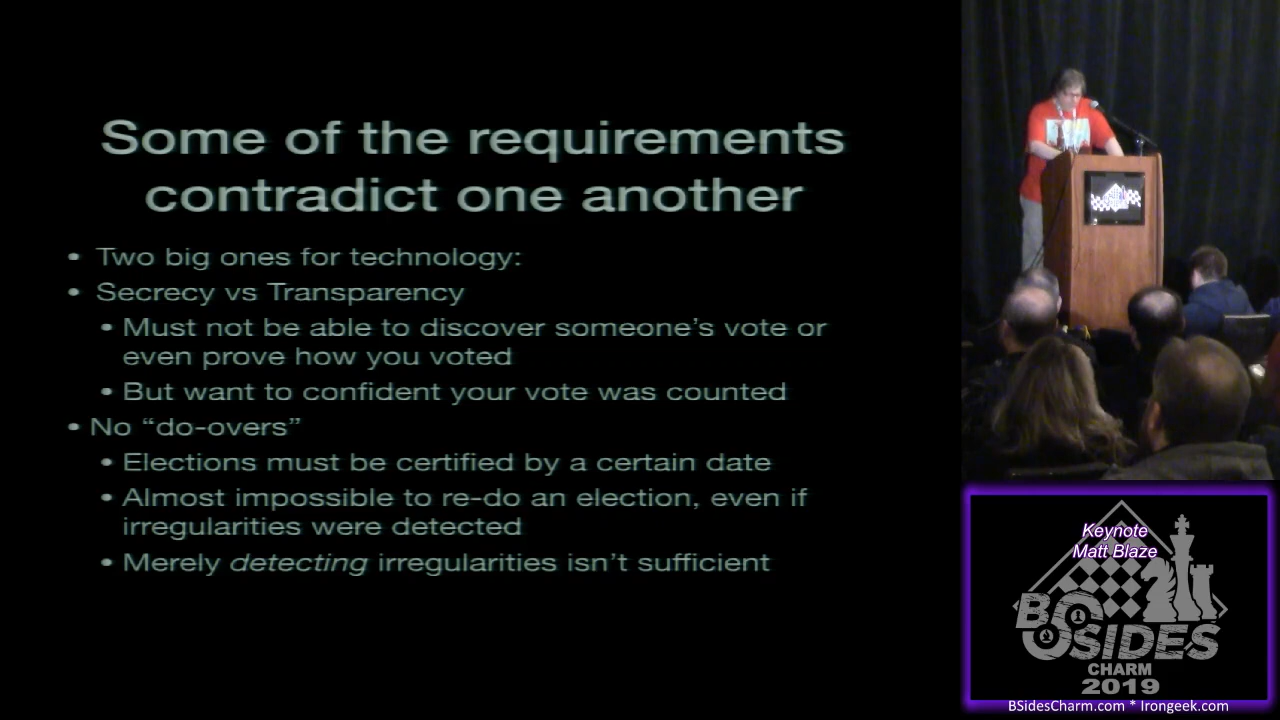 Some of the requirements
contradict one another
• Two big ones for technology:
• Secrecy vs Transparency
• Must not be able to discover someone's vote or
even prove how you voted
• But want to confident your vote was counted
• No “do-overs”
• Elections must be certified by a certain date
• Almost impossible to re-do an election, even if
irregularities were detected
• Merely detecting irregularities isn't sufficient
Keynote
Matt Blaze
BSIDES
CHARM
2019
BSidesCharm.com * Irongeek.com